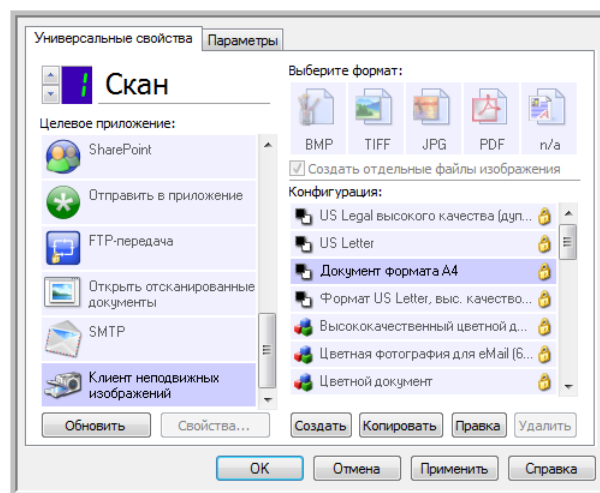 Универсальные свойства
Параметры
1
Скан
Целевое приложение:
SharePoint
Отправить в приложение
FTP-передача
Открыть отсканированные
документы
SMTP
Клиент неподвижных
изображений
Обновить
Свойства...
Выберите формат:
BMP
TIFF
JPG
PDF
n/a
Создать отдельные файлы изображения
Конфигурация:
US Legal высокого качества (дуп...
US Letter
Документ формата A4
Формат US Letter, выс. качество...
Высококачественный цветной д...
Цветная фотография для eMail (6...
Цветной документ
Создать
Копировать
Правка
Удалить
OK
Отмена
Применить
Справка